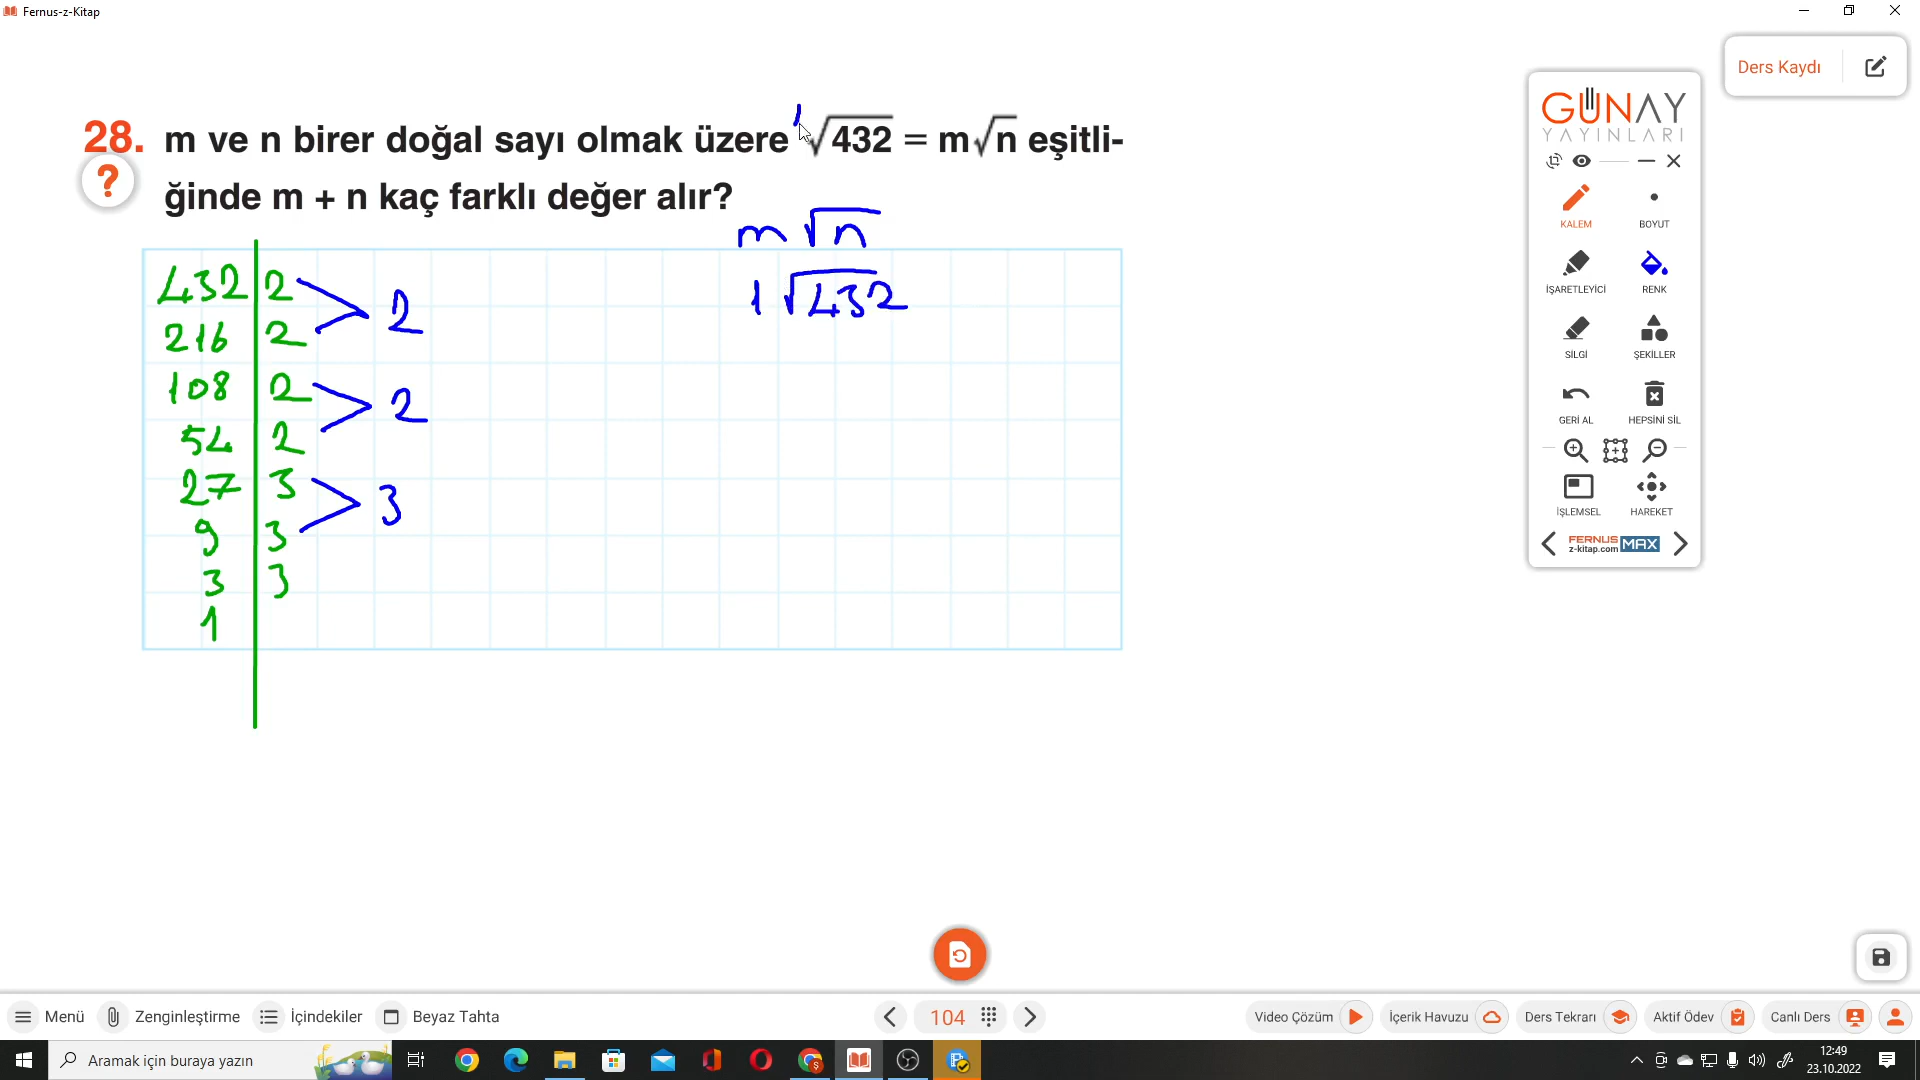 Fernus-z-Kitap
Ders Kaydı
28. m ve n birer doğal sayı olmak üzere √432 = m√n eşitli-
ğinde m + n kaç farklı değer alır?
?
1
m √n
1 √432
432 2
216 2
2
108 2
54 2
2
27 3
9 3
3
3 3
1
GÜNAY
YAYINLARI
KALEM BOYUT
İŞARETLEYİCİ RENK
SİLGİ ŞEKİLLER
GERİ AL HEPSİNİ SİL
İŞLEMSEL HAREKET
FERNUS
z-kitap.com MAX
Menü Zenginleştirme İçindekiler Beyaz Tahta 104 Video Çözüm İçerik Havuzu Ders Tekrarı Aktif Ödev Canlı Ders
Aramak için buraya yazın
12:49
23.10.2022